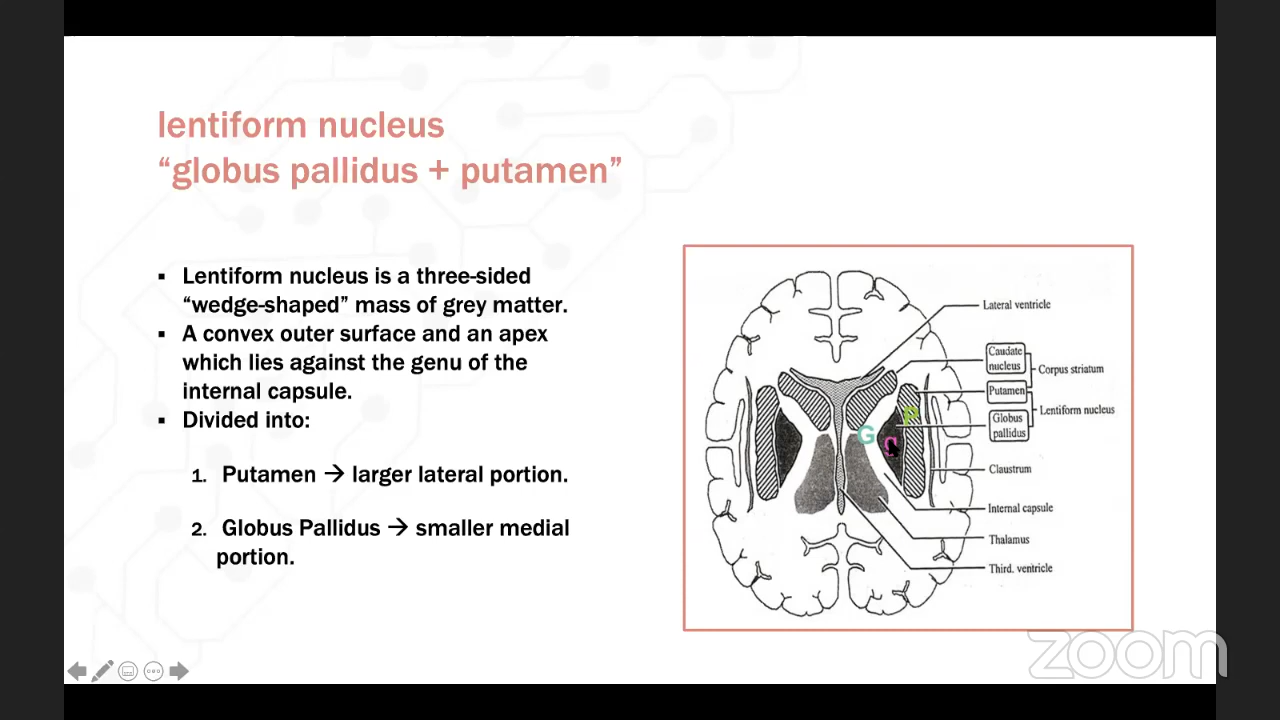 lentiform nucleus
“globus pallidus + putamen”
▪ Lentiform nucleus is a three-sided
“wedge-shaped” mass of grey matter.
▪ A convex outer surface and an apex
which lies against the genu of the
internal capsule.
▪ Divided into:
1. Putamen → larger lateral portion.
2. Globus Pallidus → smaller medial
portion.
Lateral ventricle
Caudate
nucleus
Corpus striatum
Putamen
Lentiform nucleus
Globus
pallidus
P
G
Claustrum
Internal capsule
Thalamus
Third. ventricle
zoom